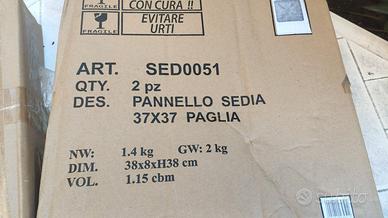 CON CURA !!
FRAGILE
FRAGILE
EVITARE
URTI
ART. SED0051
QTY. 2 pz
DES. PANNELLO SEDIA
37X37 PAGLIA
NW: 1.4 kg GW: 2 kg
DIM. 38x8xH38 cm
VOL. 1.15 cbm
subito